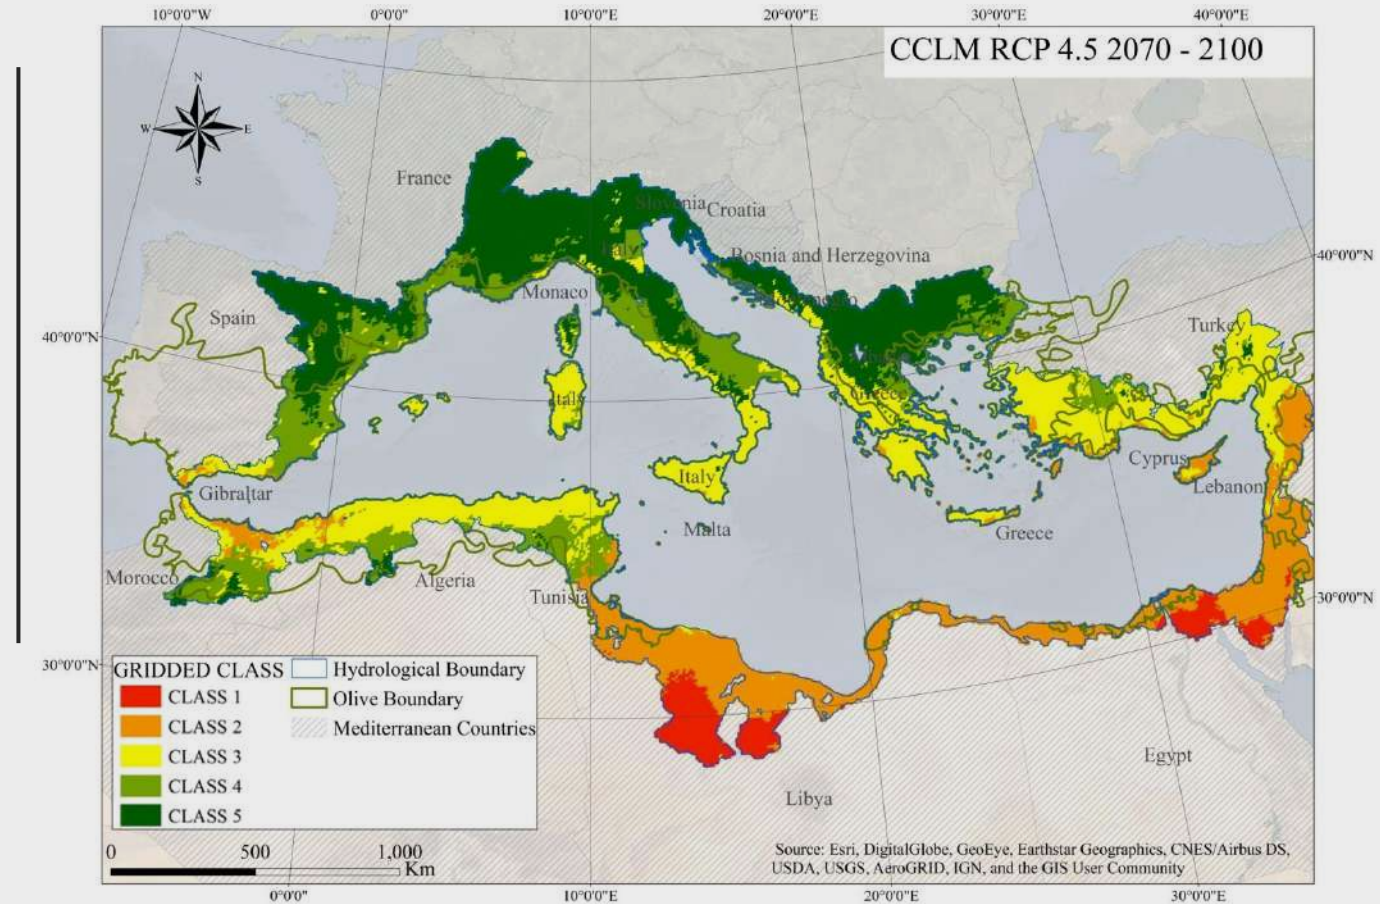 10°0'0"W 0°0'0" 10°0'0"E 20°0'0"E 30°0'0"E 40°0'0"E
CCLM RCP 4.5 2070 - 2100
N
W E
S
France
Slovenia Croatia
Italy
Bosnia and Herzegovina
40°0'0"N
Monaco
Spain
Turkey
40°0'0"N
Albania
Italy
Greece
Cyprus
Italy
Lebanon
Gibraltar
Malta
Greece
Morocco
Algeria
Tunisia
30°0'0"N
30°0'0"N
GRIDDED CLASS
CLASS 1
CLASS 2
CLASS 3
CLASS 4
CLASS 5
Hydrological Boundary
Olive Boundary
Mediterranean Countries
Egypt
Libya
0 500 1,000
Km
Source: Esri, DigitalGlobe, GeoEye, Earthstar Geographics, CNES/Airbus DS,
USDA, USGS, AeroGRID, IGN, and the GIS User Community
0°0'0" 10°0'0"E 20°0'0"E 30°0'0"E